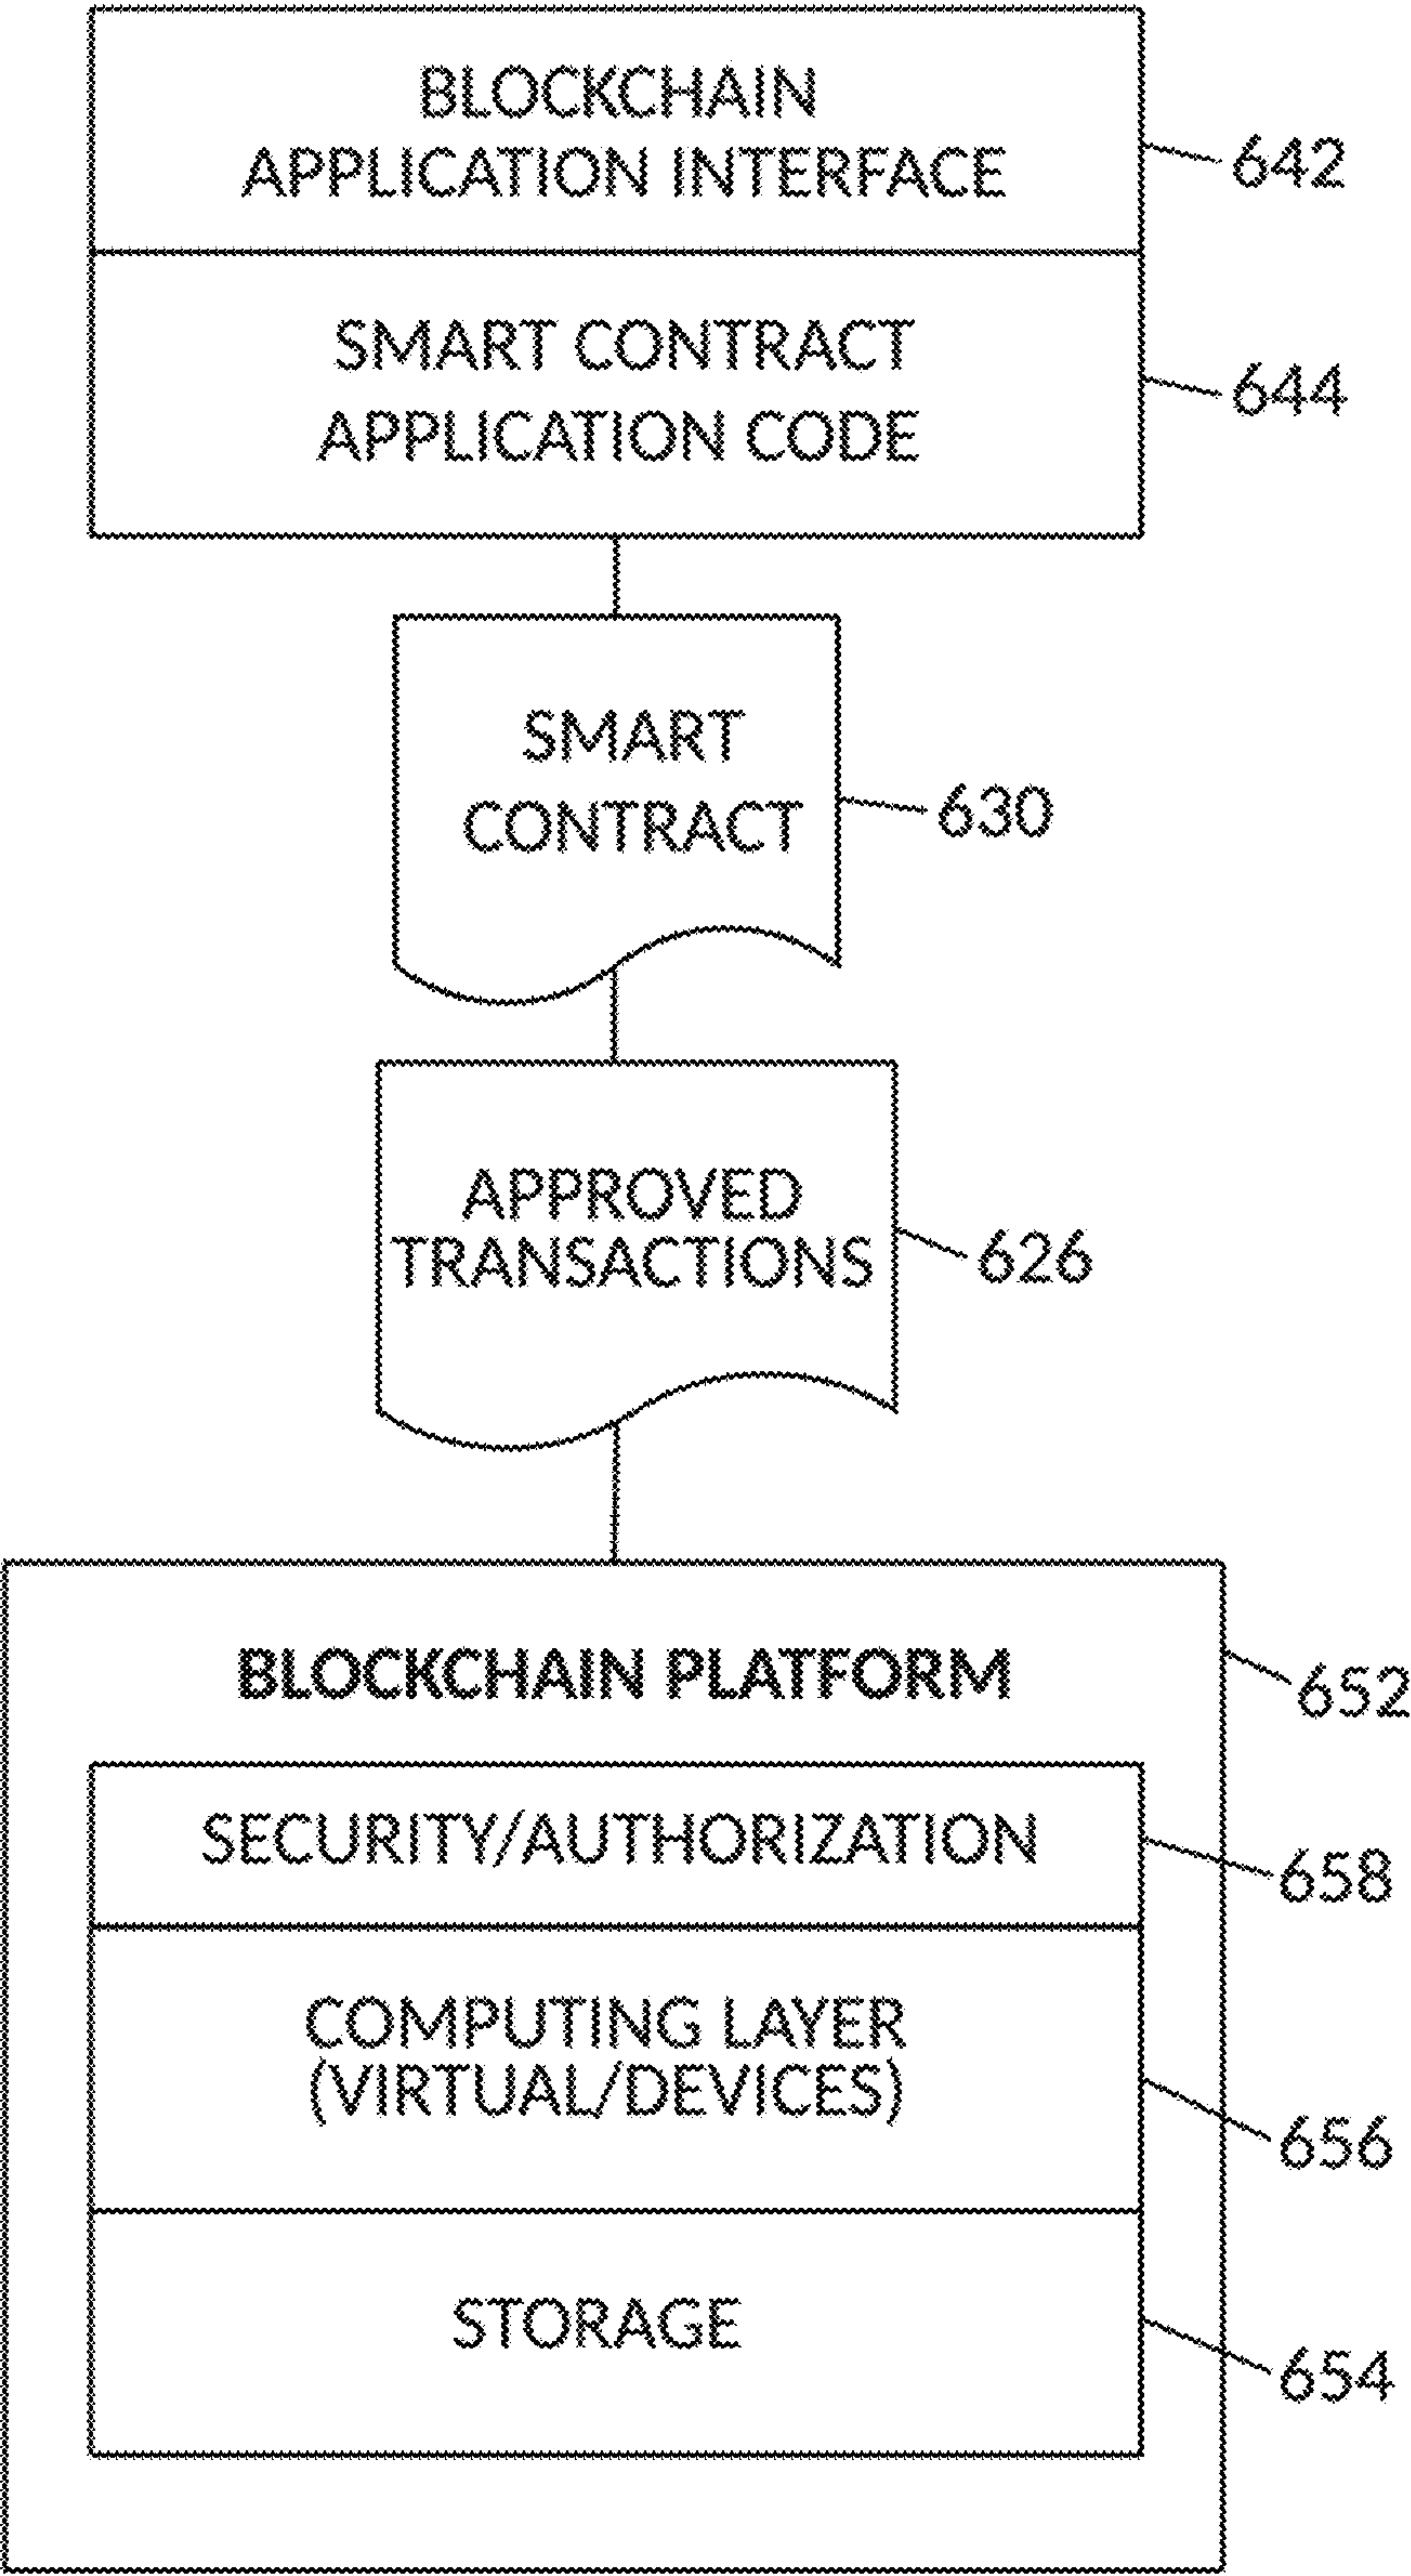 BLOCKCHAIN
APPLICATION INTERFACE
642
SMART CONTRACT
APPLICATION CODE
644
SMART
CONTRACT
630
APPROVED
TRANSACTIONS
626
BLOCKCHAIN PLATFORM
652
SECURITY/AUTHORIZATION
658
COMPUTING LAYER
(VIRTUAL/DEVICES)
656
STORAGE
654